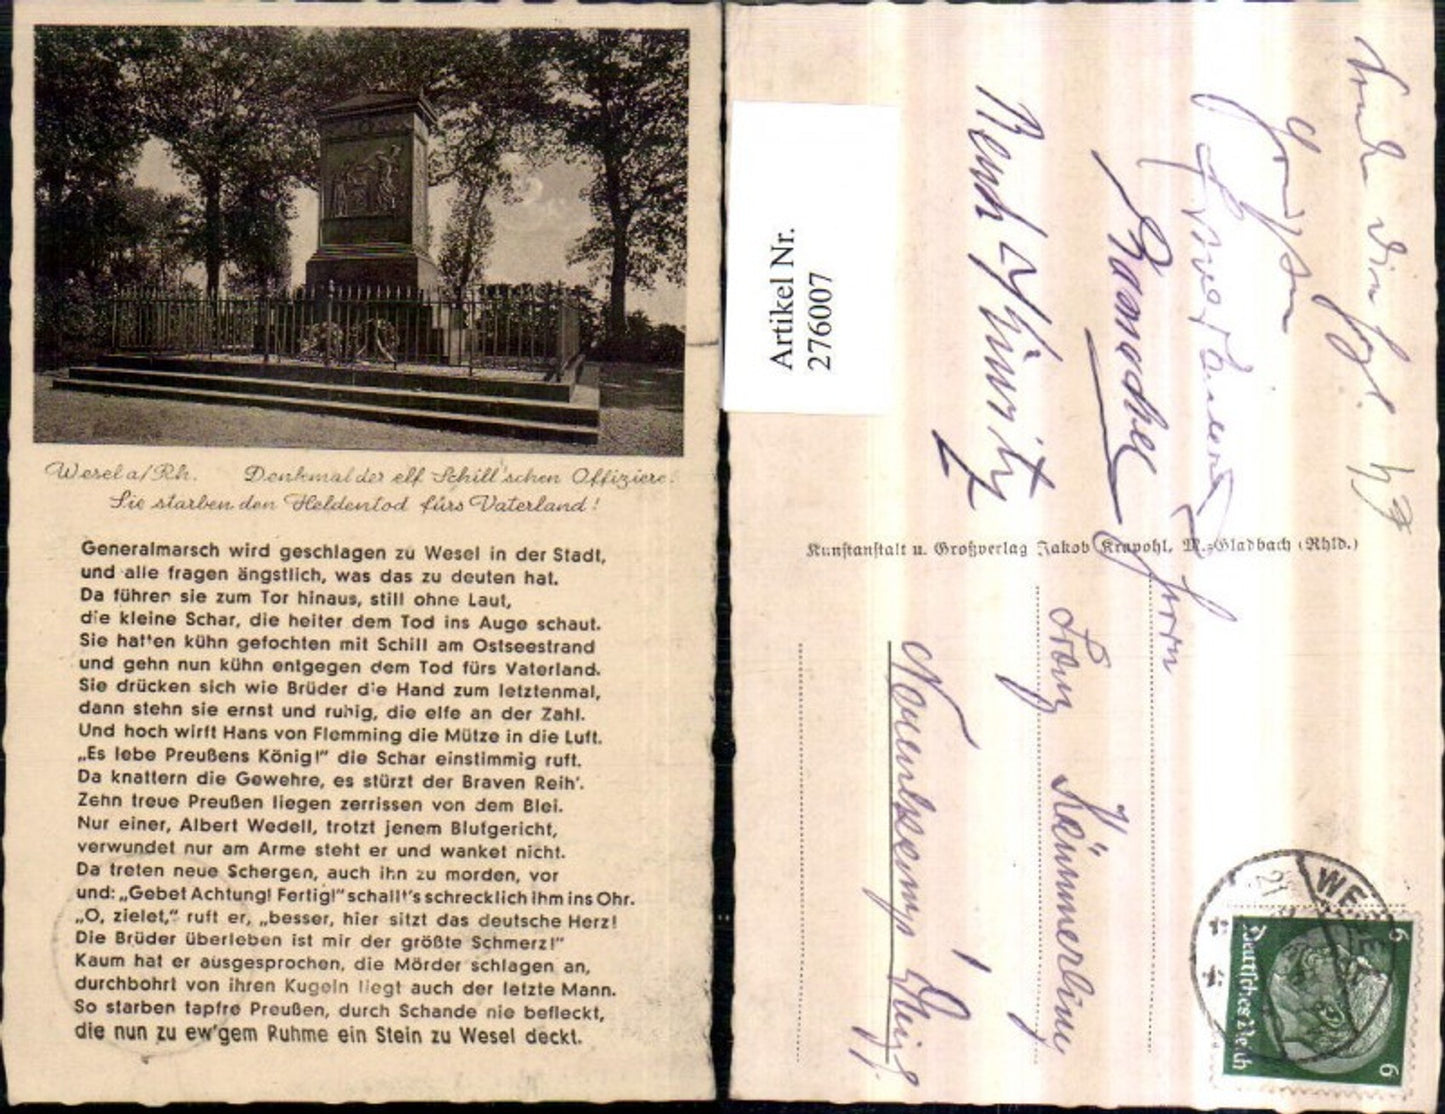 Wesel a/Rh. Denkmal der elf Schill'schen Offiziere.
Sie starben den Heldentod fürs Vaterland!
Generalmarsch wird geschlagen zu Wesel in der Stadt,
und alle fragen ängstlich, was das zu deuten hat.
Da führen sie zum Tor hinaus, still ohne Laut,
die kleine Schar, die heiter dem Tod ins Auge schaut.
Sie hatten kühn gefochten mit Schill am Ostseestrand
und gehn nun kühn entgegen dem Tod fürs Vaterland.
Sie drücken sich wie Brüder die Hand zum letztenmal,
dann stehn sie ernst und ruhig, die elfe an der Zahl.
Und hoch wirft Hans von Flemming die Mütze in die Luft.
„Es lebe Preußens König!" die Schar einstimmig ruft.
Da knattern die Gewehre, es stürzt der Braven Reih'.
Zehn treue Preußen liegen zerrissen von dem Blei.
Nur einer, Albert Wedell, trotzt jenem Blutgericht,
verwundet nur am Arme steht er und wanket nicht.
Da treten neue Schergen, auch ihn zu morden, vor
und: „Gebet Achtung! Fertig!" schallt's schrecklich ihm ins Ohr.
„O, zielet," ruft er, „besser, hier sitzt das deutsche Herz!
Die Brüder überleben ist mir der größte Schmerz!"
Kaum hat er ausgesprochen, die Mörder schlagen an,
durchbohrt von ihren Kugeln liegt auch der letzte Mann.
So starben tapfre Preußen, durch Schande nie befleckt,
die nun zu ew'gem Ruhme ein Stein zu Wesel deckt.
Artikel Nr.
276007
Kunstanstalt u. Großverlag Jakob Krapohl, M.-Gladbach (Rhld.)
Herrn
Franz Kämmerling
WESEL
21
Deutsches Reich
6
6